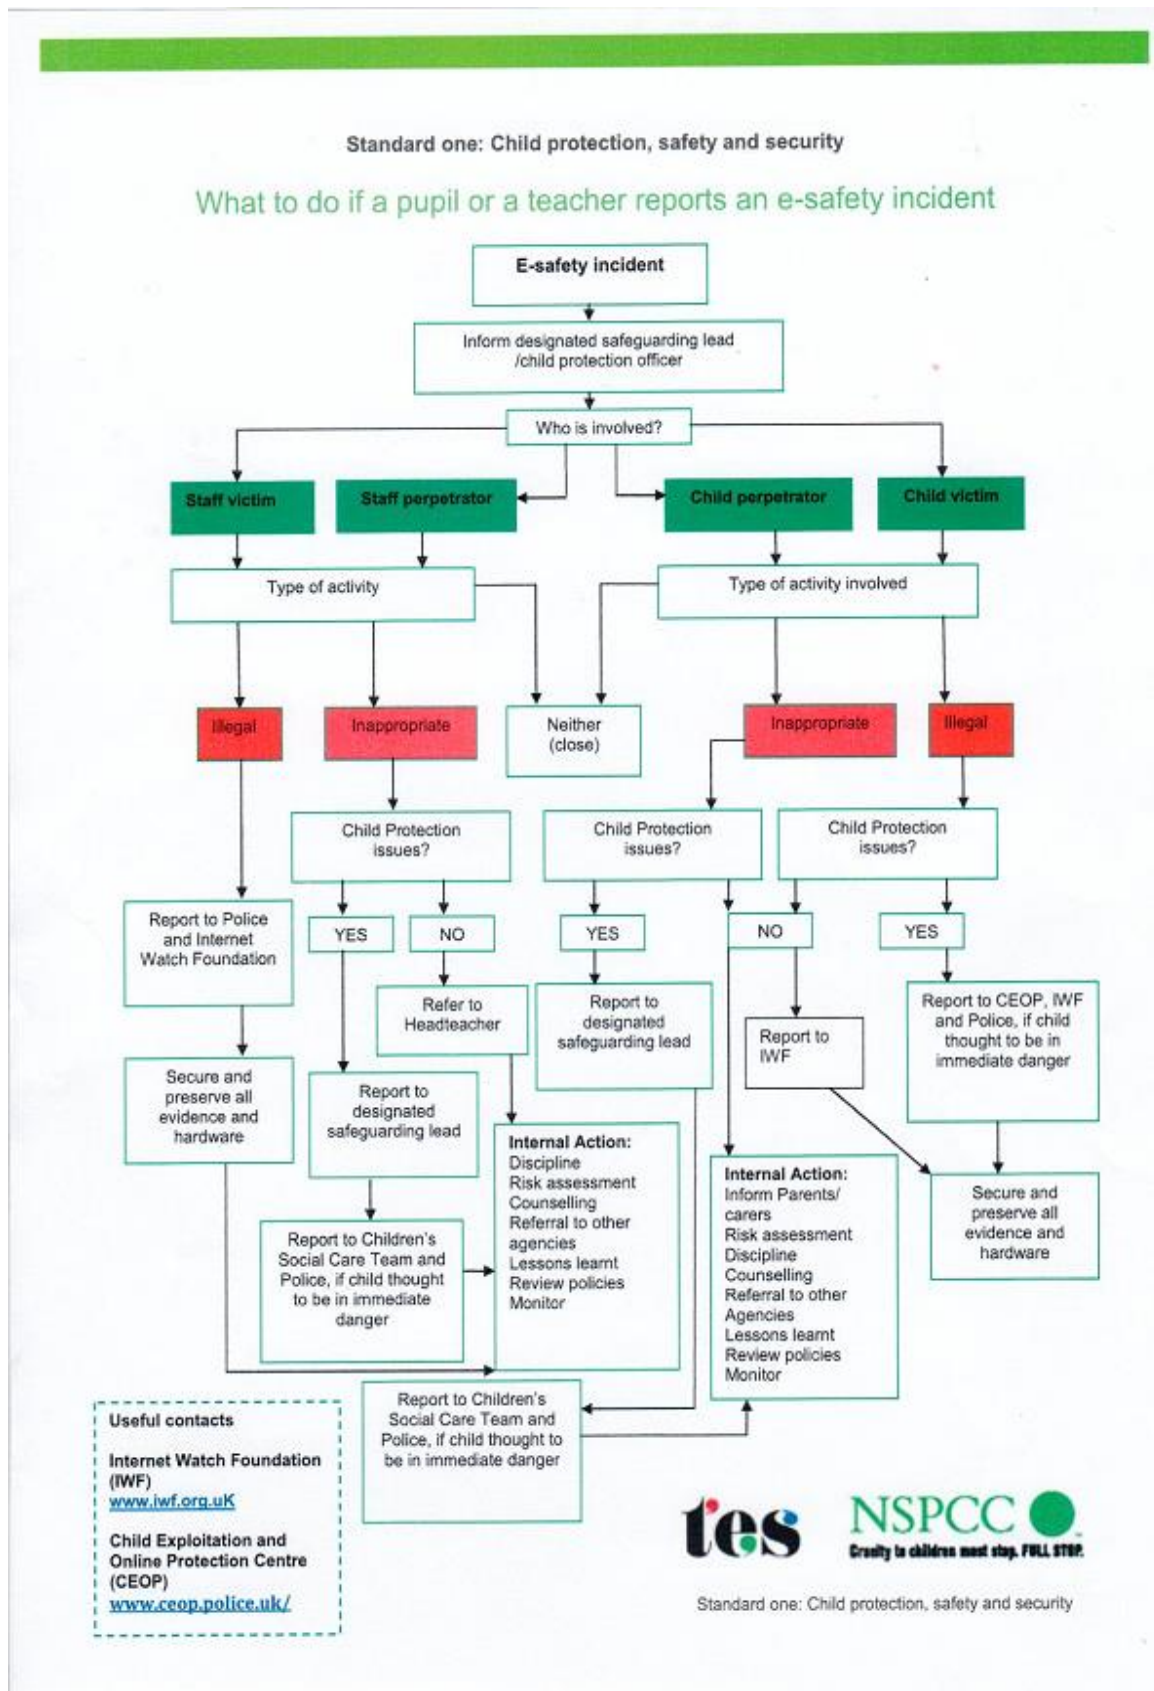 Standard one: Child protection, safety and security
What to do if a pupil or a teacher reports an e-safety incident
E-safety incident
Inform designated safeguarding lead
/child protection officer
Who is involved?
Staff victim
Staff perpetrator
Child perpetrator
Child victim
Type of activity
Type of activity involved
Illegal
Inappropriate
Neither
(close)
Inappropriate
Illegal
Child Protection
issues?
Child Protection
issues?
Child Protection
issues?
Report to Police
and Internet
Watch Foundation
YES
NO
YES
NO
YES
Refer to
Headteacher
Report to
designated
safeguarding lead
Report to
IWF
Report to CEOP, IWF
and Police, if child
thought to be in
immediate danger
Secure and
preserve all
evidence and
hardware
Report to
designated
safeguarding lead
Internal Action:
Discipline
Risk assessment
Counselling
Referral to other
agencies
Lessons learnt
Review policies
Monitor
Internal Action:
Inform Parents/
carers
Risk assessment
Discipline
Counselling
Referral to other
Agencies
Lessons learnt
Review policies
Monitor
Secure and
preserve all
evidence and
hardware
Report to Children's
Social Care Team and
Police, if child thought
to be in immediate
danger
Report to Children's
Social Care Team and
Police, if child thought to
be in immediate danger
Useful contacts
Internet Watch Foundation
(IWF)
www.iwf.org.uK
Child Exploitation and
Online Protection Centre
(CEOP)
www.ceop.police.uk/
tes
NSPCC
Cruelty to children must stop. FULL STOP.
Standard one: Child protection, safety and security